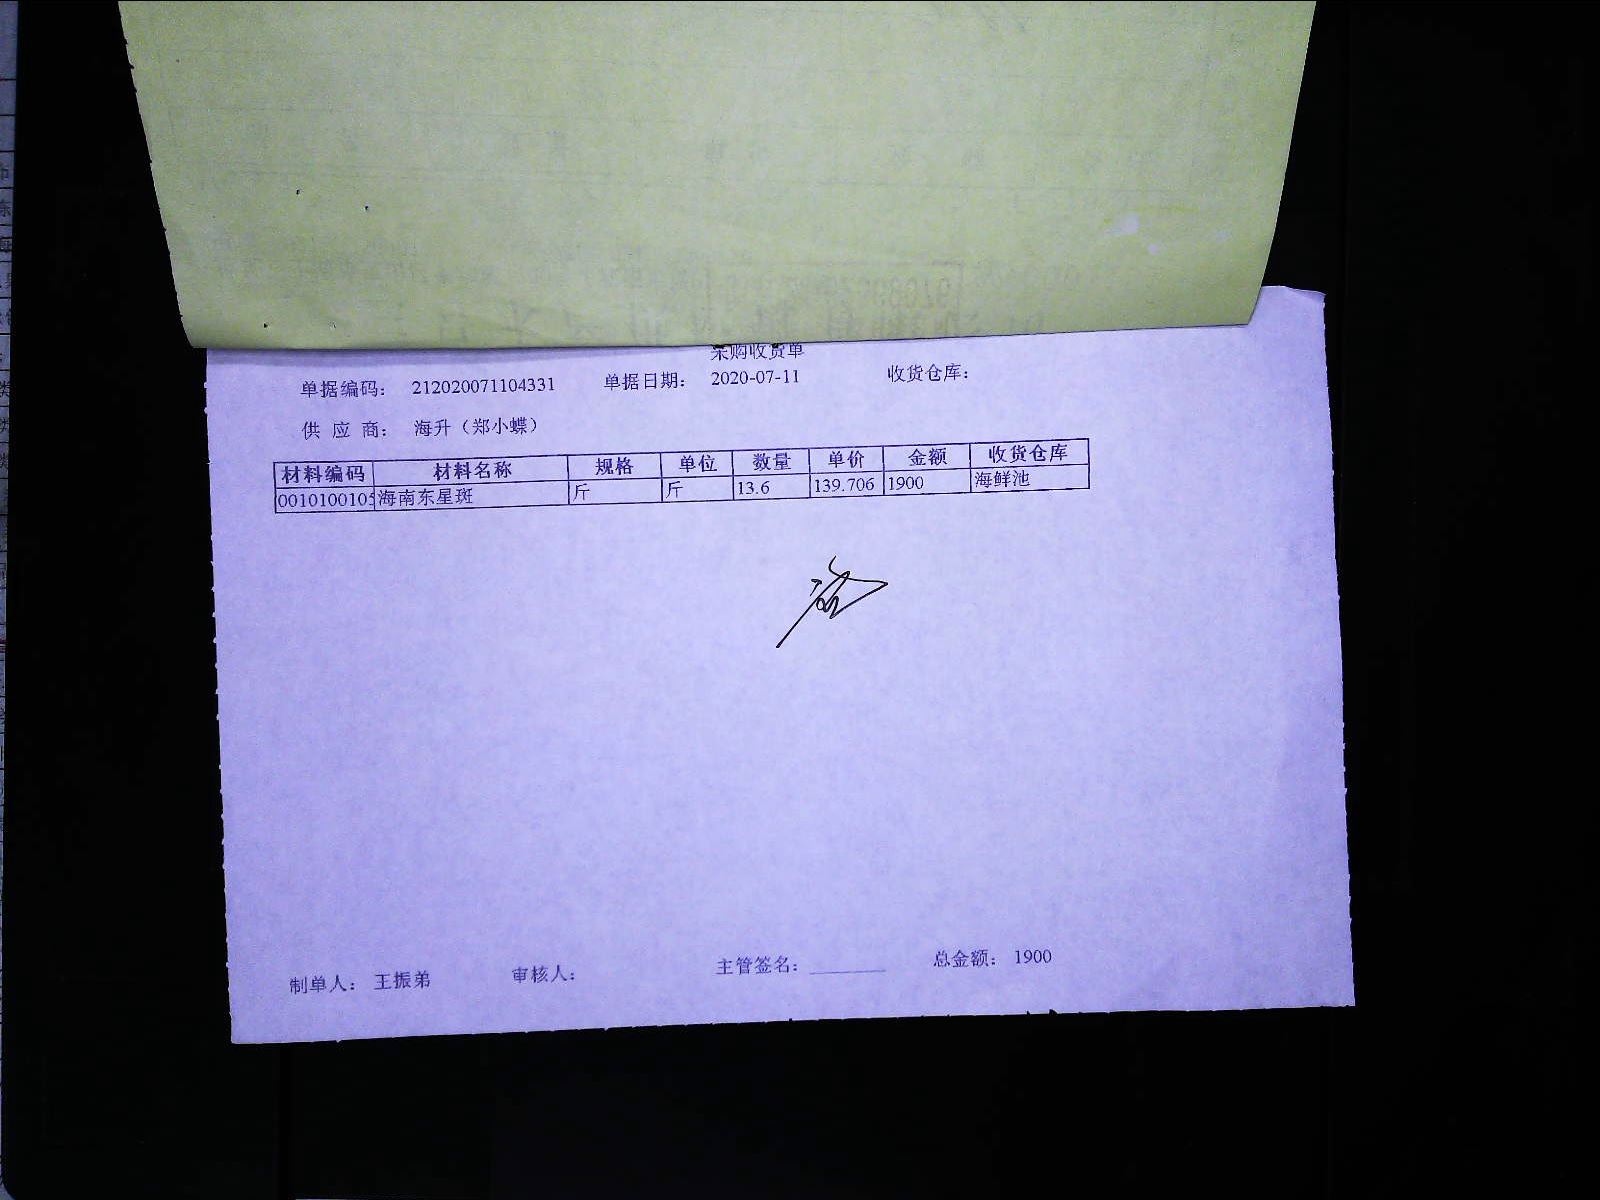 采购收货单
单据编码： 212020071104331 单据日期： 2020-07-11 收货仓库：
供 应 商： 海升（郑小蝶）
材料编码 材料名称 规格 单位 数量 单价 金额 收货仓库
0010100105 海南东星斑 斤 斤 13.6 139.706 1900 海鲜池
制单人： 王振弟 审核人： 主管签名： 总金额： 1900